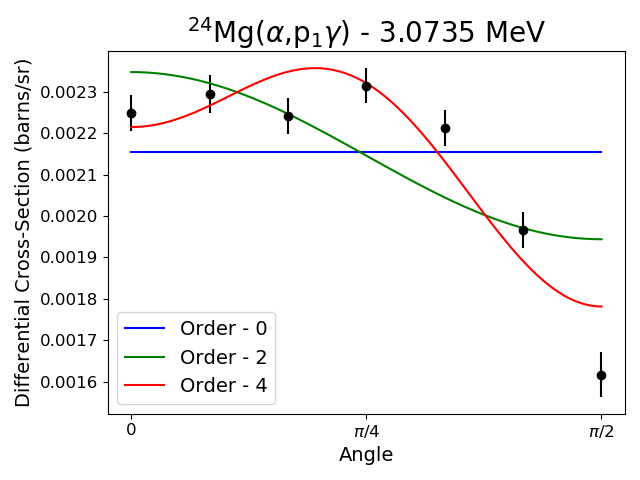 ²⁴Mg(α,p₁γ) - 3.0735 MeV
Differential Cross-Section (barns/sr)
0.0023
0.0022
0.0021
0.0020
0.0019
0.0018
0.0017
0.0016
Order - 0
Order - 2
Order - 4
0
π/4
π/2
Angle